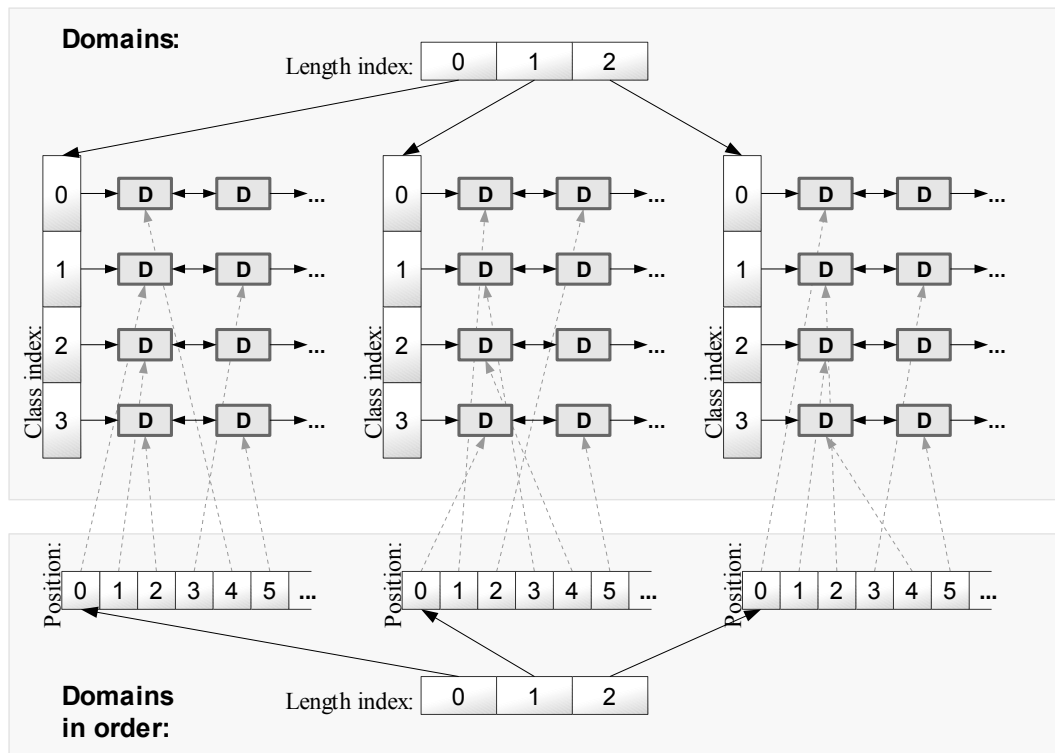 Domains:
Length index: 0 1 2
Class index: 0 D D ... 0 D D ... 0 D D ...
1 D D ... 1 D D ... 1 D D ...
Class index: 2 D D ... Class index: 2 D D ... Class index: 2 D D ...
3 D D ... 3 D D ... 3 D D ...
Position: 0 1 2 3 4 5 ... Position: 0 1 2 3 4 5 ... Position: 0 1 2 3 4 5 ...
Length index: 0 1 2
Domains
in order: